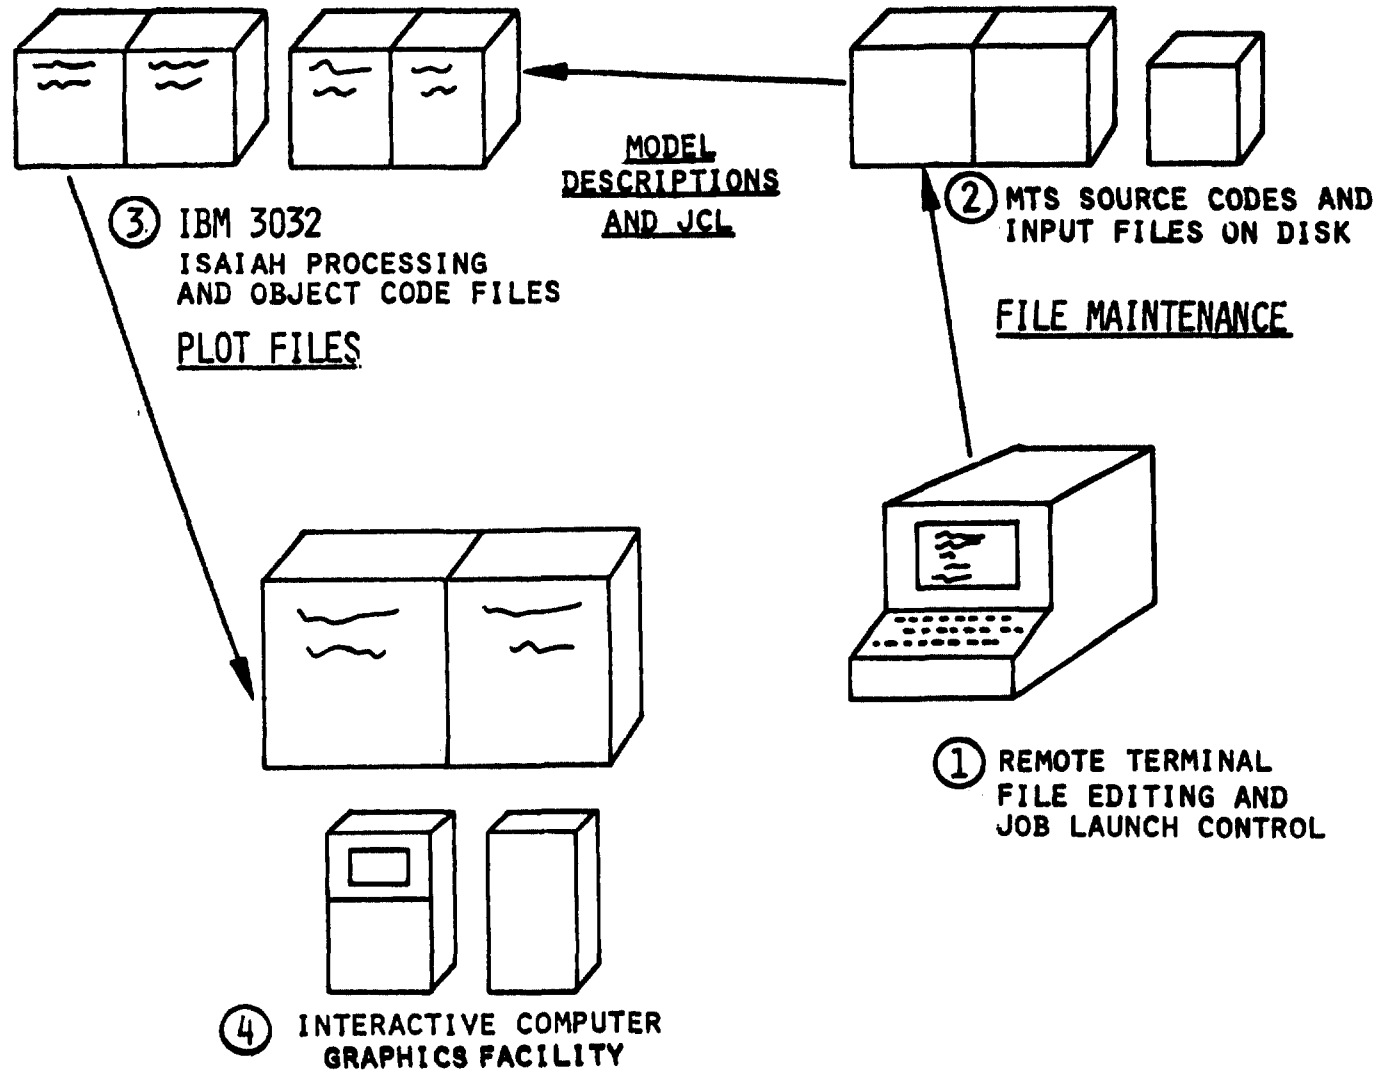 MODEL
DESCRIPTIONS
AND JCL
2 MTS SOURCE CODES AND
INPUT FILES ON DISK
3 IBM 3032
ISAIAH PROCESSING
AND OBJECT CODE FILES
PLOT FILES
FILE MAINTENANCE
1 REMOTE TERMINAL
FILE EDITING AND
JOB LAUNCH CONTROL
4 INTERACTIVE COMPUTER
GRAPHICS FACILITY